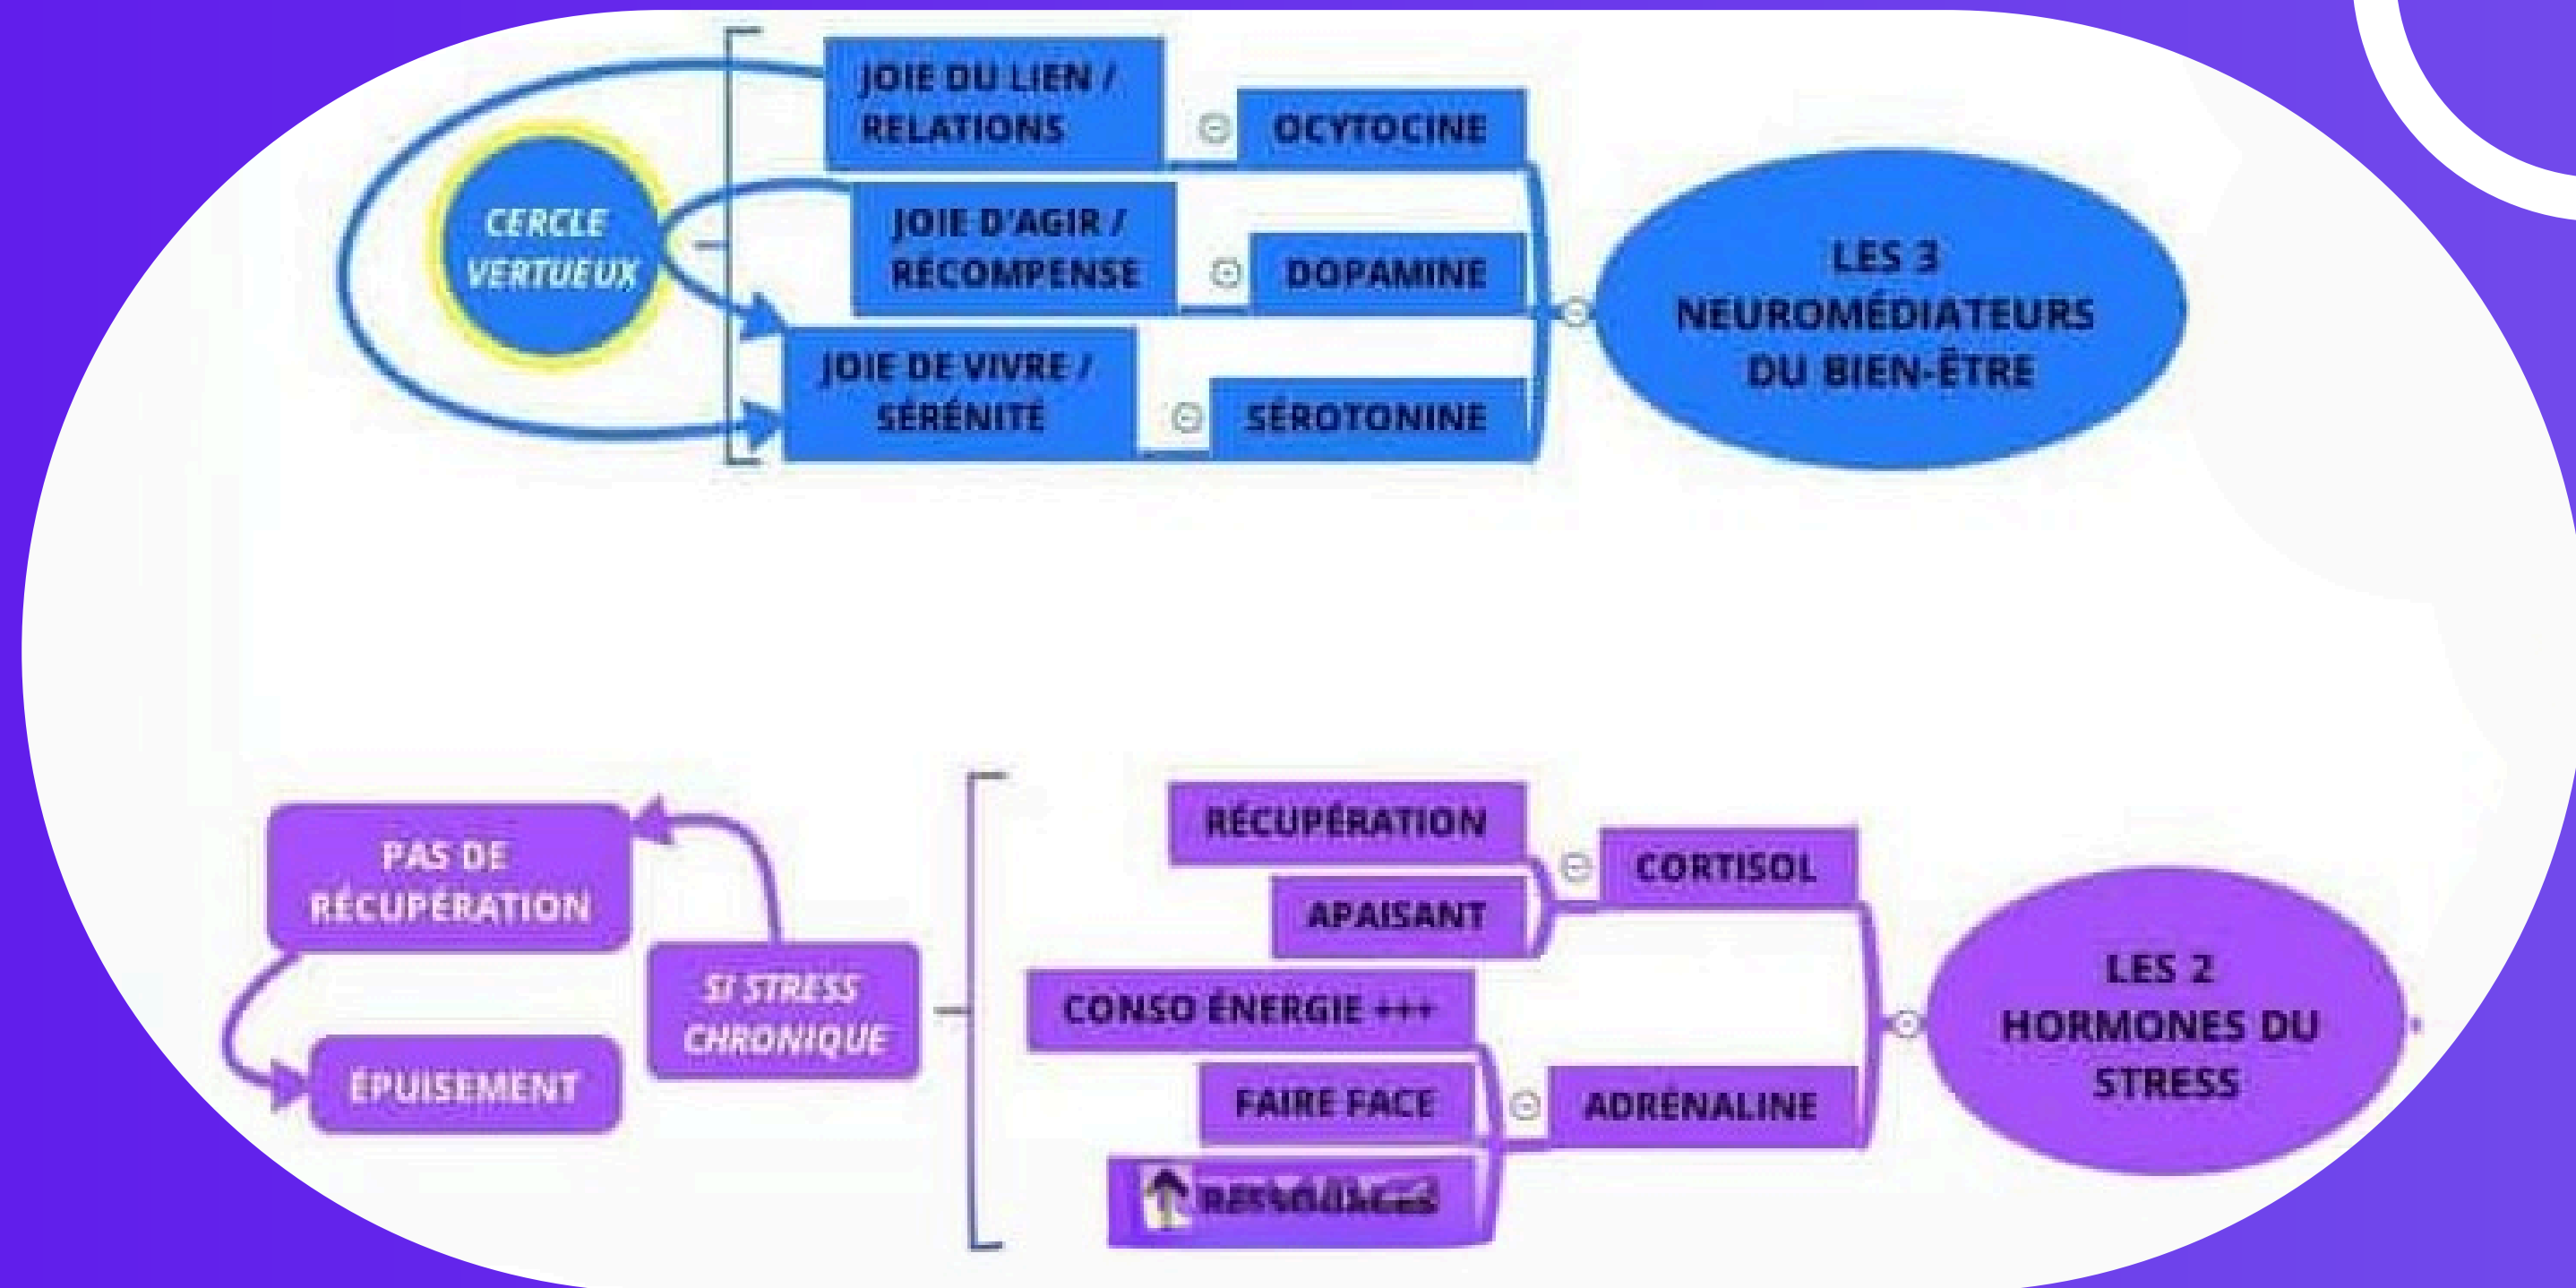 JOIE DU LIEN /
RELATIONS
OCYTOCINE
CERCLE
VERTUEUX
JOIE D'AGIR /
RÉCOMPENSE
DOPAMINE
JOIE DE VIVRE /
SÉRÉNITÉ
SÉROTONINE
LES 3
NEUROMÉDIATEURS
DU BIEN-ÊTRE
PAS DE
RÉCUPÉRATION
SI STRESS
CHRONIQUE
ÉPUISEMENT
RÉCUPÉRATION
APAISANT
CORTISOL
CONSO ÉNERGIE +++
FAIRE FACE
RESSOURCES
ADRÉNALINE
LES 2
HORMONES DU
STRESS